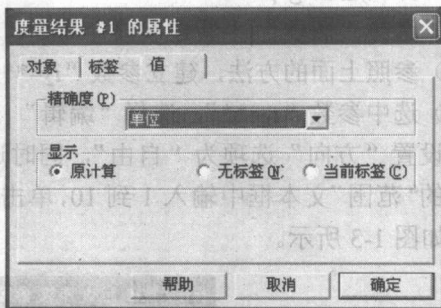 度量结果 #1 的属性
对象 标签 值
精确度(P)
单位
显示
原计算 无标签(N) 当前标签(C)
帮助 取消 确定